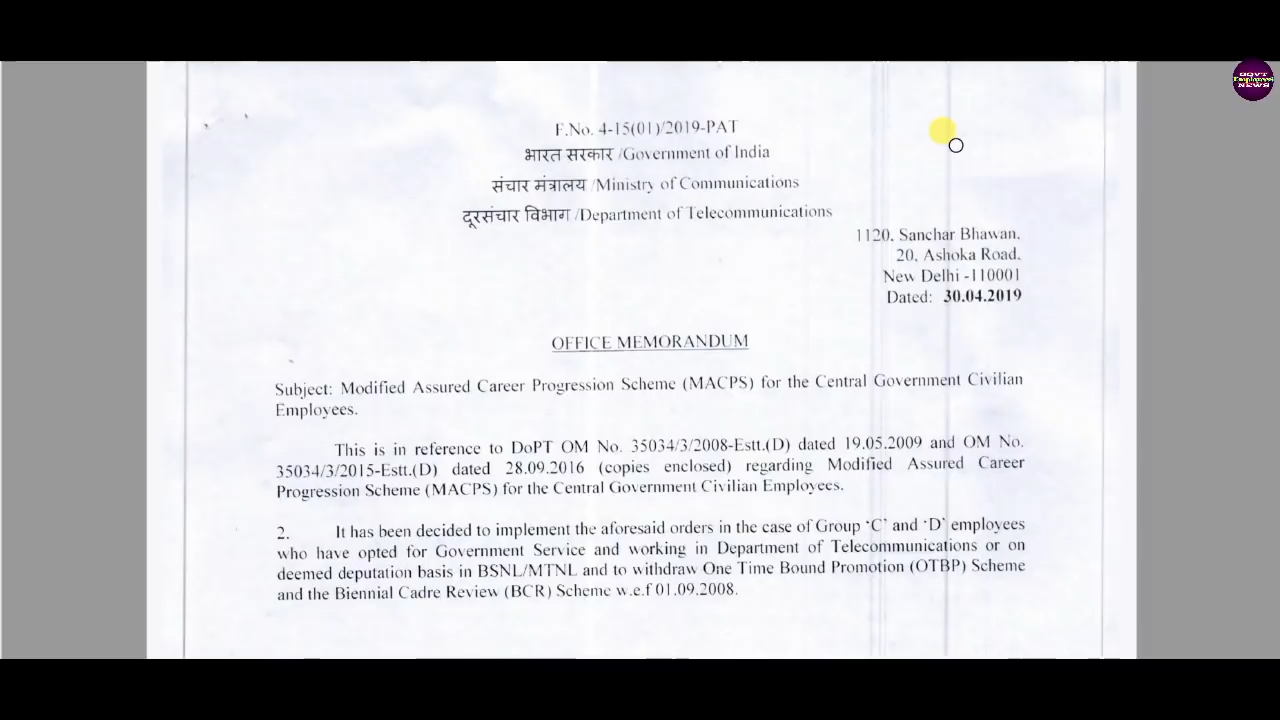 GOVT
Employees
NEWS
F.No. 4-15(01)/2019-PAT
भारत सरकार /Government of India
संचार मंत्रालय /Ministry of Communications
दूरसंचार विभाग /Department of Telecommunications
1120, Sanchar Bhawan,
20, Ashoka Road,
New Delhi -110001
Dated: 30.04.2019
OFFICE MEMORANDUM
Subject: Modified Assured Career Progression Scheme (MACPS) for the Central Government Civilian
Employees.
This is in reference to DoPT OM No. 35034/3/2008-Estt.(D) dated 19.05.2009 and OM No.
35034/3/2015-Estt.(D) dated 28.09.2016 (copies enclosed) regarding Modified Assured Career
Progression Scheme (MACPS) for the Central Government Civilian Employees.
2. It has been decided to implement the aforesaid orders in the case of Group 'C' and 'D' employees
who have opted for Government Service and working in Department of Telecommunications or on
deemed deputation basis in BSNL/MTNL and to withdraw One Time Bound Promotion (OTBP) Scheme
and the Biennial Cadre Review (BCR) Scheme w.e.f 01.09.2008.